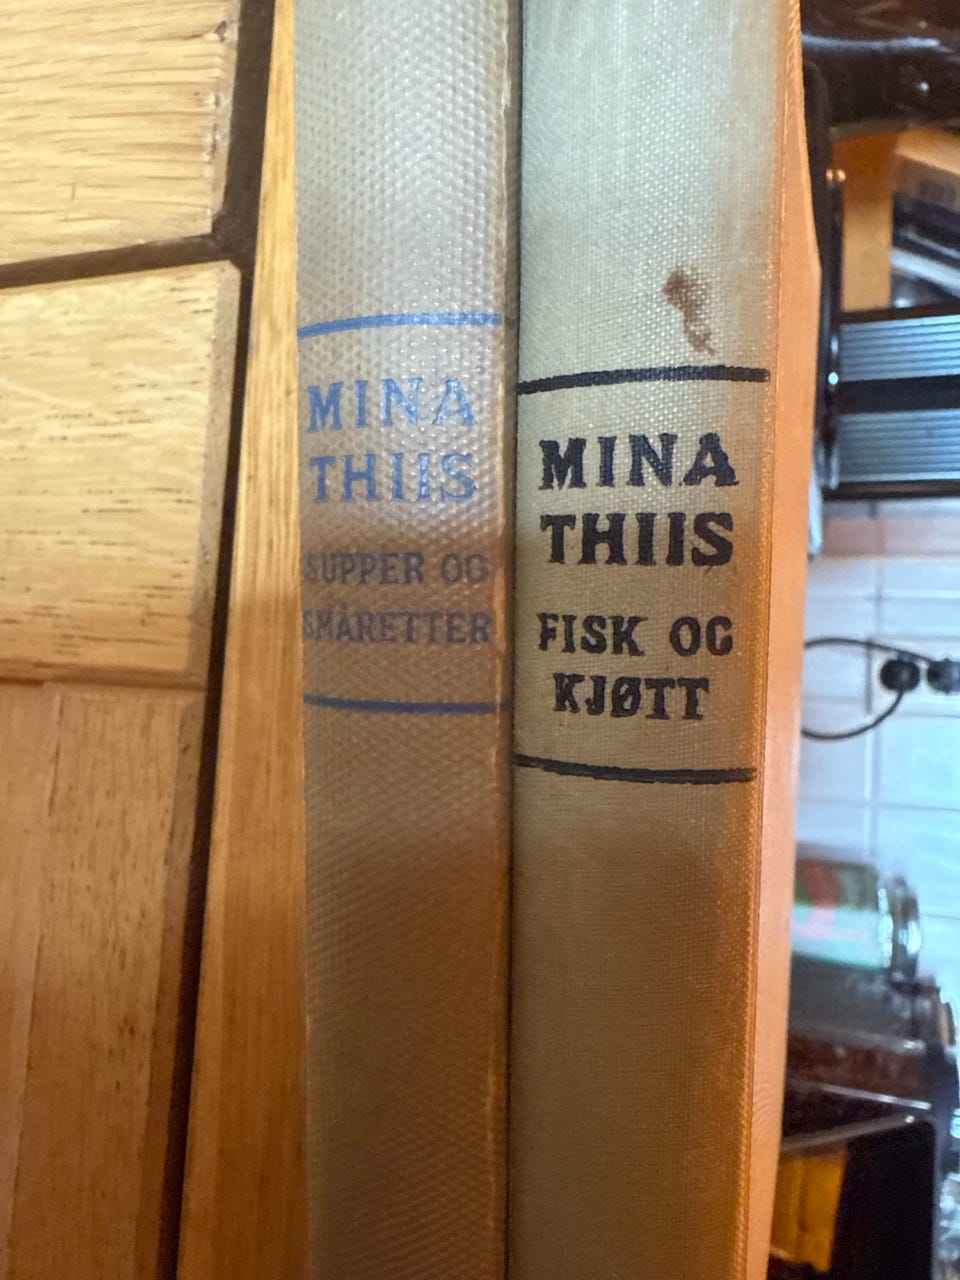 MINA
THIIS
SUPPER OG
SMÅRETTER
MINA
THIIS
FISK OG
KJØTT